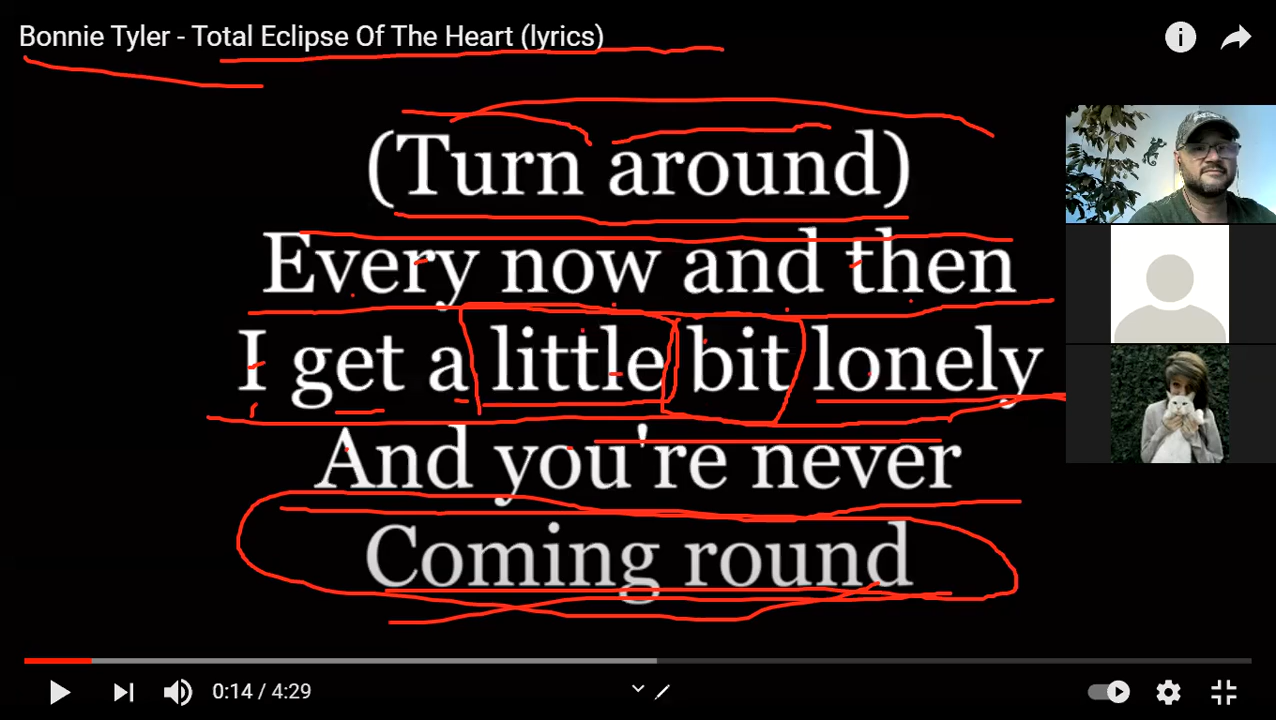 Bonnie Tyler - Total Eclipse Of The Heart (lyrics)
(Turn around)
Every now and then
I get a little bit lonely
And you're never
Coming round
0:14 / 4:29